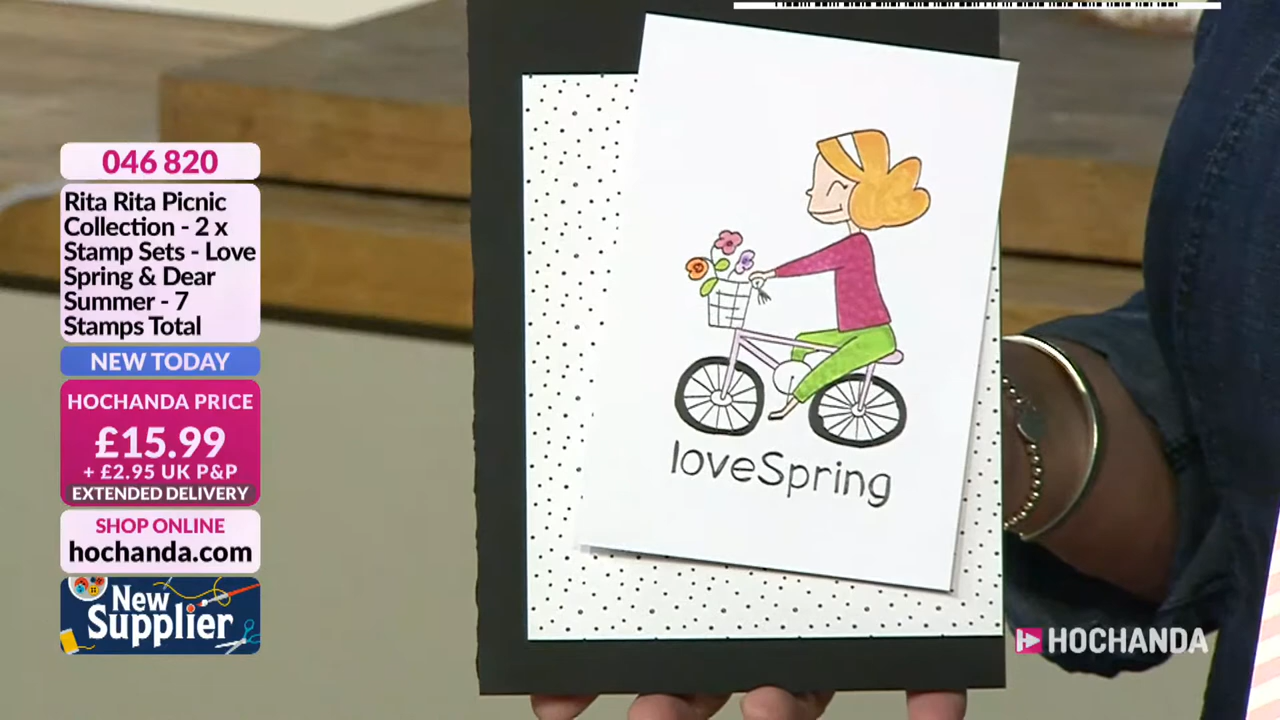 046 820
Rita Rita Picnic
Collection - 2 x
Stamp Sets - Love
Spring & Dear
Summer - 7
Stamps Total
NEW TODAY
HOCHANDA PRICE
£15.99
+ £2.95 UK P&P
EXTENDED DELIVERY
SHOP ONLINE
hochanda.com
New
Supplier
loveSpring
HOCHANDA